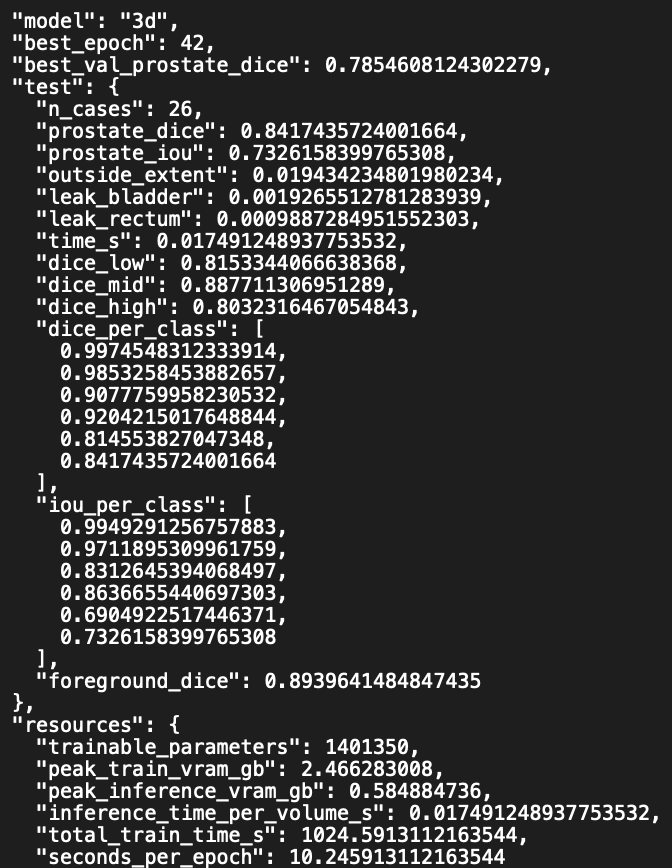 "model": "3d",
"best_epoch": 42,
"best_val_prostate_dice": 0.7854608124302279,
"test": {
"n_cases": 26,
"prostate_dice": 0.8417435724001664,
"prostate_iou": 0.7326158399765308,
"outside_extent": 0.019434234801980234,
"leak_bladder": 0.0019265512781283939,
"leak_rectum": 0.0009887284951552303,
"time_s": 0.017491248937753532,
"dice_low": 0.8153344066638368,
"dice_mid": 0.887711306951289,
"dice_high": 0.8032316467054843,
"dice_per_class": [
0.9974548312333914,
0.9853258453882657,
0.9077759958230532,
0.9204215017648844,
0.814553827047348,
0.8417435724001664
],
"iou_per_class": [
0.9949291256757883,
0.9711895309961759,
0.8312645394068497,
0.8636655440697303,
0.6904922517446371,
0.7326158399765308
],
"foreground_dice": 0.8939641484847435
},
"resources": {
"trainable_parameters": 1401350,
"peak_train_vram_gb": 2.466283008,
"peak_inference_vram_gb": 0.584884736,
"inference_time_per_volume_s": 0.017491248937753532,
"total_train_time_s": 1024.5913112163544,
"seconds_per_epoch": 10.245913112163544